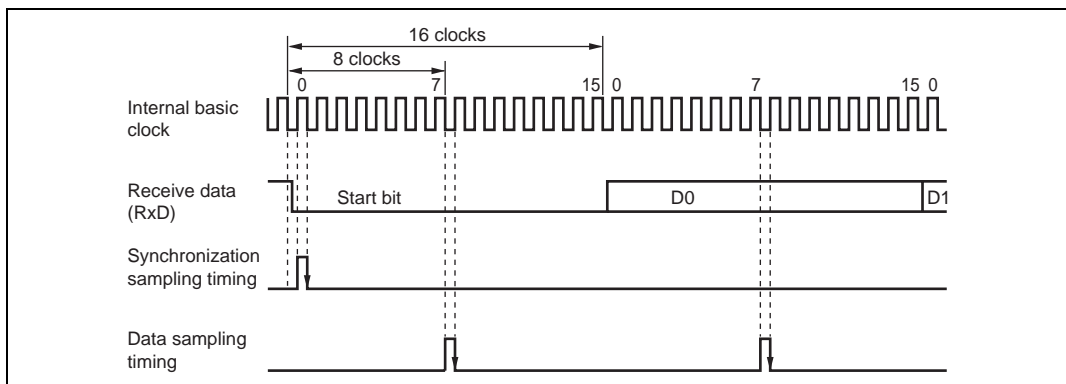 16 clocks
8 clocks
0 7 15 0 7 15 0
Internal basic
clock
Receive data
(RxD)
Start bit D0 D1
Synchronization
sampling timing
Data sampling
timing